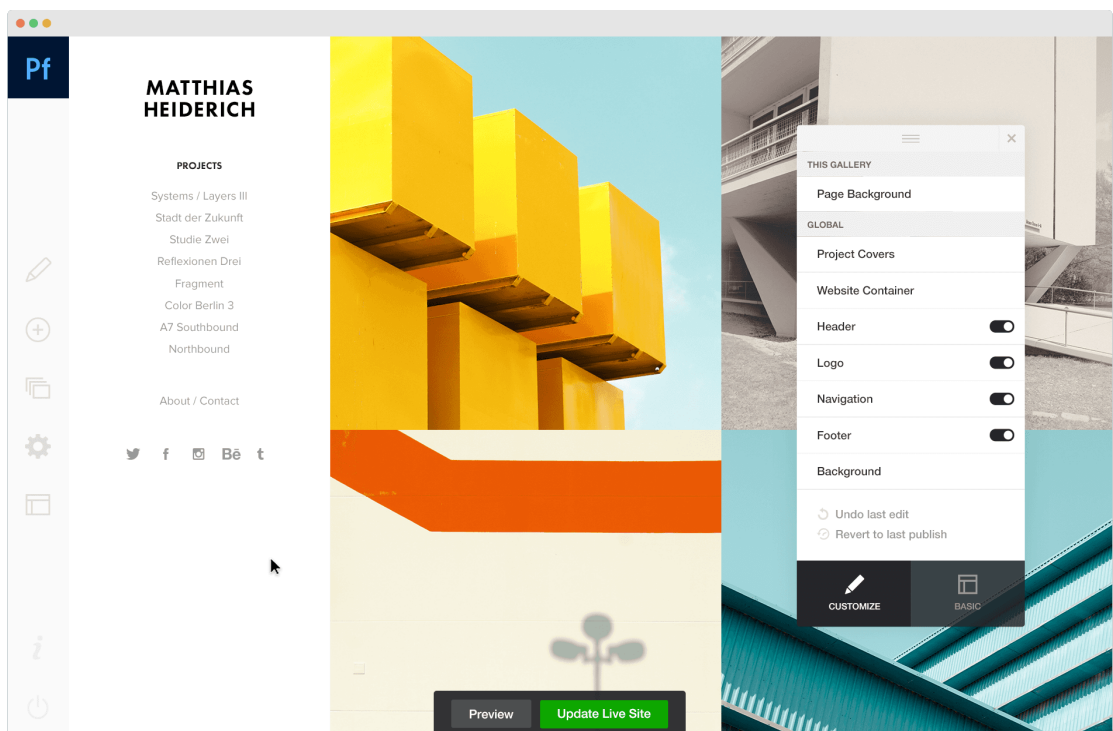 Pf
MATTHIAS
HEIDERICH
PROJECTS
Systems / Layers III
Stadt der Zukunft
Studie Zwei
Reflexionen Drei
Fragment
Color Berlin 3
A7 Southbound
Northbound
About / Contact
f
Bē
t
i
THIS GALLERY
Page Background
GLOBAL
Project Covers
Website Container
Header
Logo
Navigation
Footer
Background
Undo last edit
Revert to last publish
CUSTOMIZE
BASIC
Preview
Update Live Site